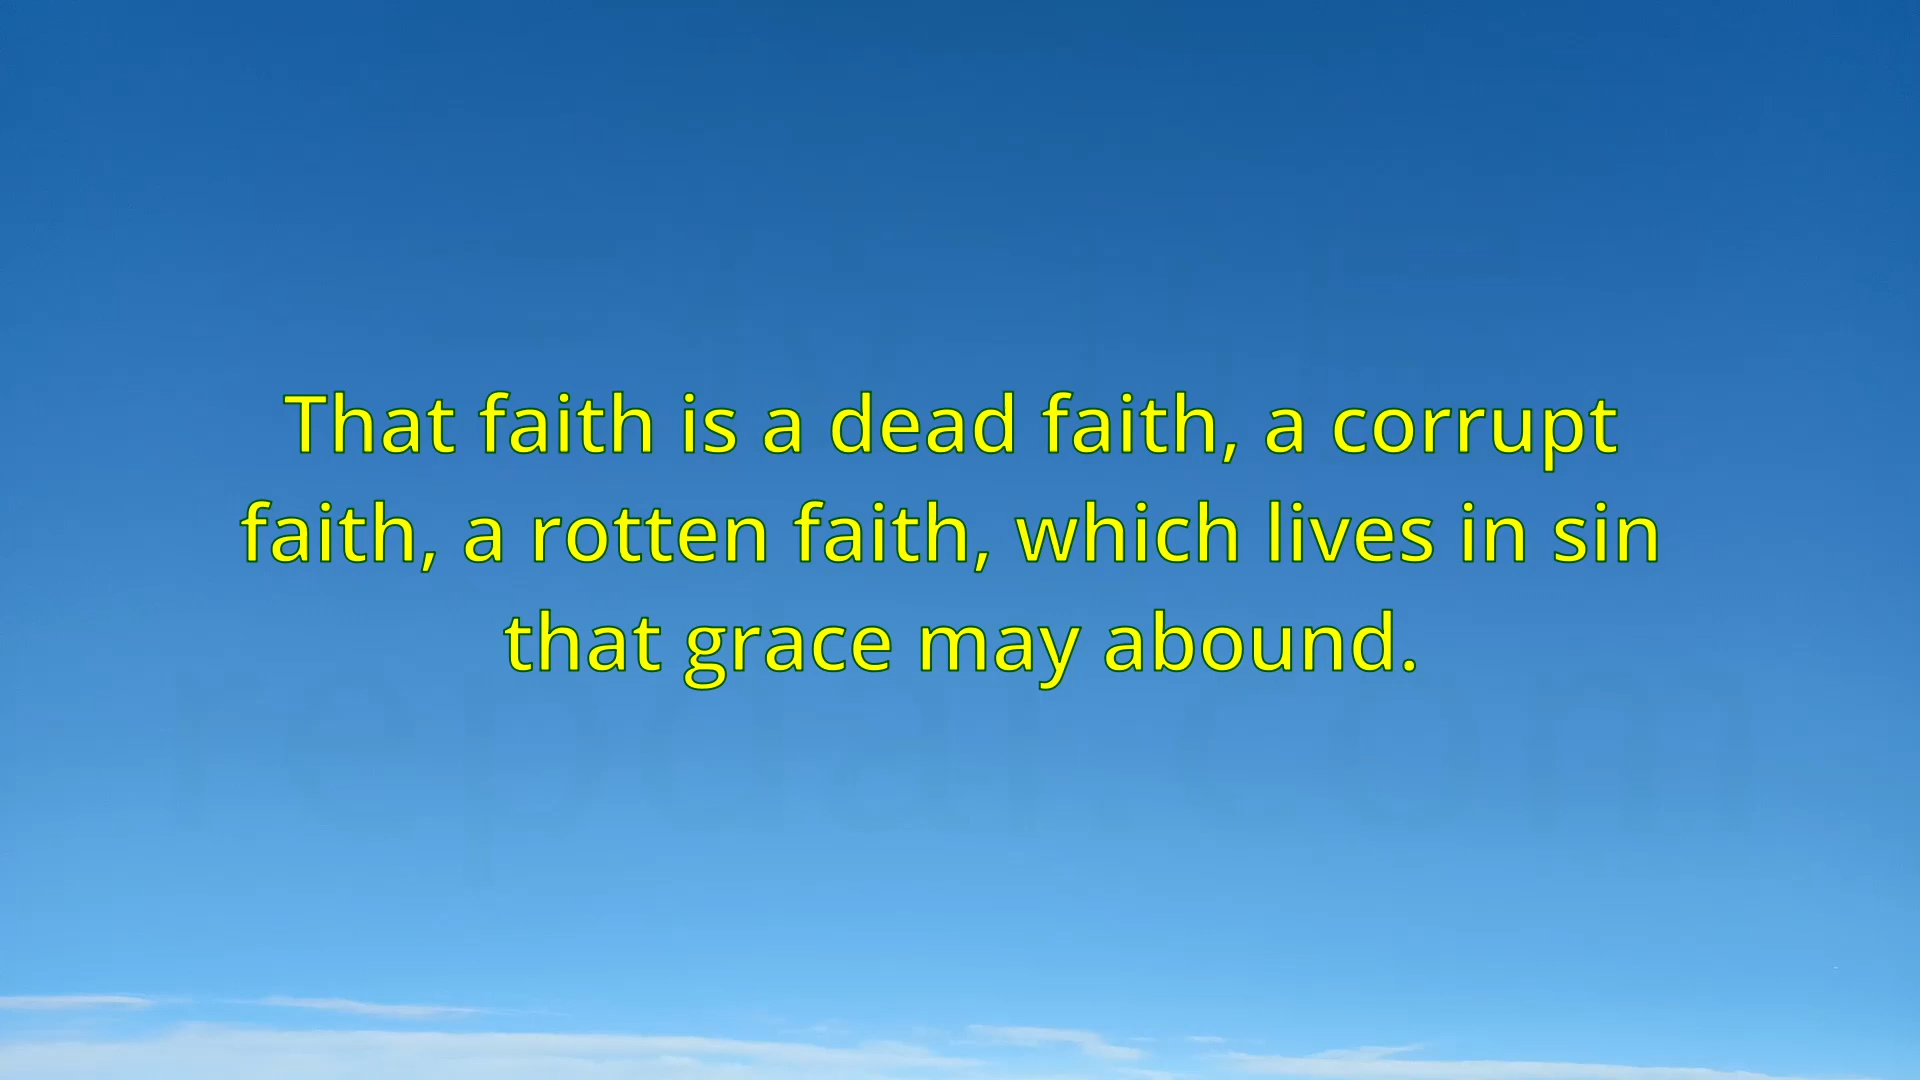 That faith is a dead faith, a corrupt
faith, a rotten faith, which lives in sin
that grace may abound.